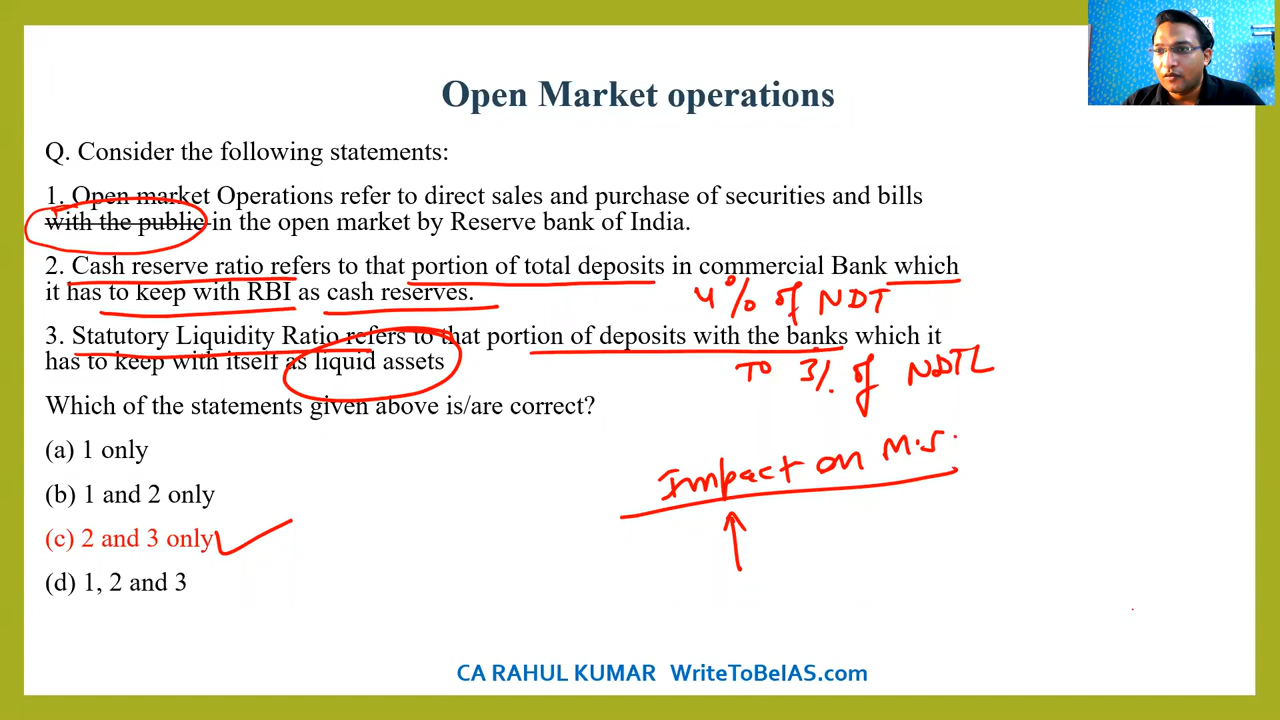 Open Market operations
Q. Consider the following statements:
1. Open market Operations refer to direct sales and purchase of securities and bills
with the public in the open market by Reserve bank of India.
2. Cash reserve ratio refers to that portion of total deposits in commercial Bank which
it has to keep with RBI as cash reserves.
4% of NDT
3. Statutory Liquidity Ratio refers to that portion of deposits with the banks which it
has to keep with itself as liquid assets
TO 3% of NDTL
Which of the statements given above is/are correct?
(a) 1 only
Impact on M.S.
(b) 1 and 2 only
(c) 2 and 3 only
(d) 1, 2 and 3
CA RAHUL KUMAR WriteToBeIAS.com